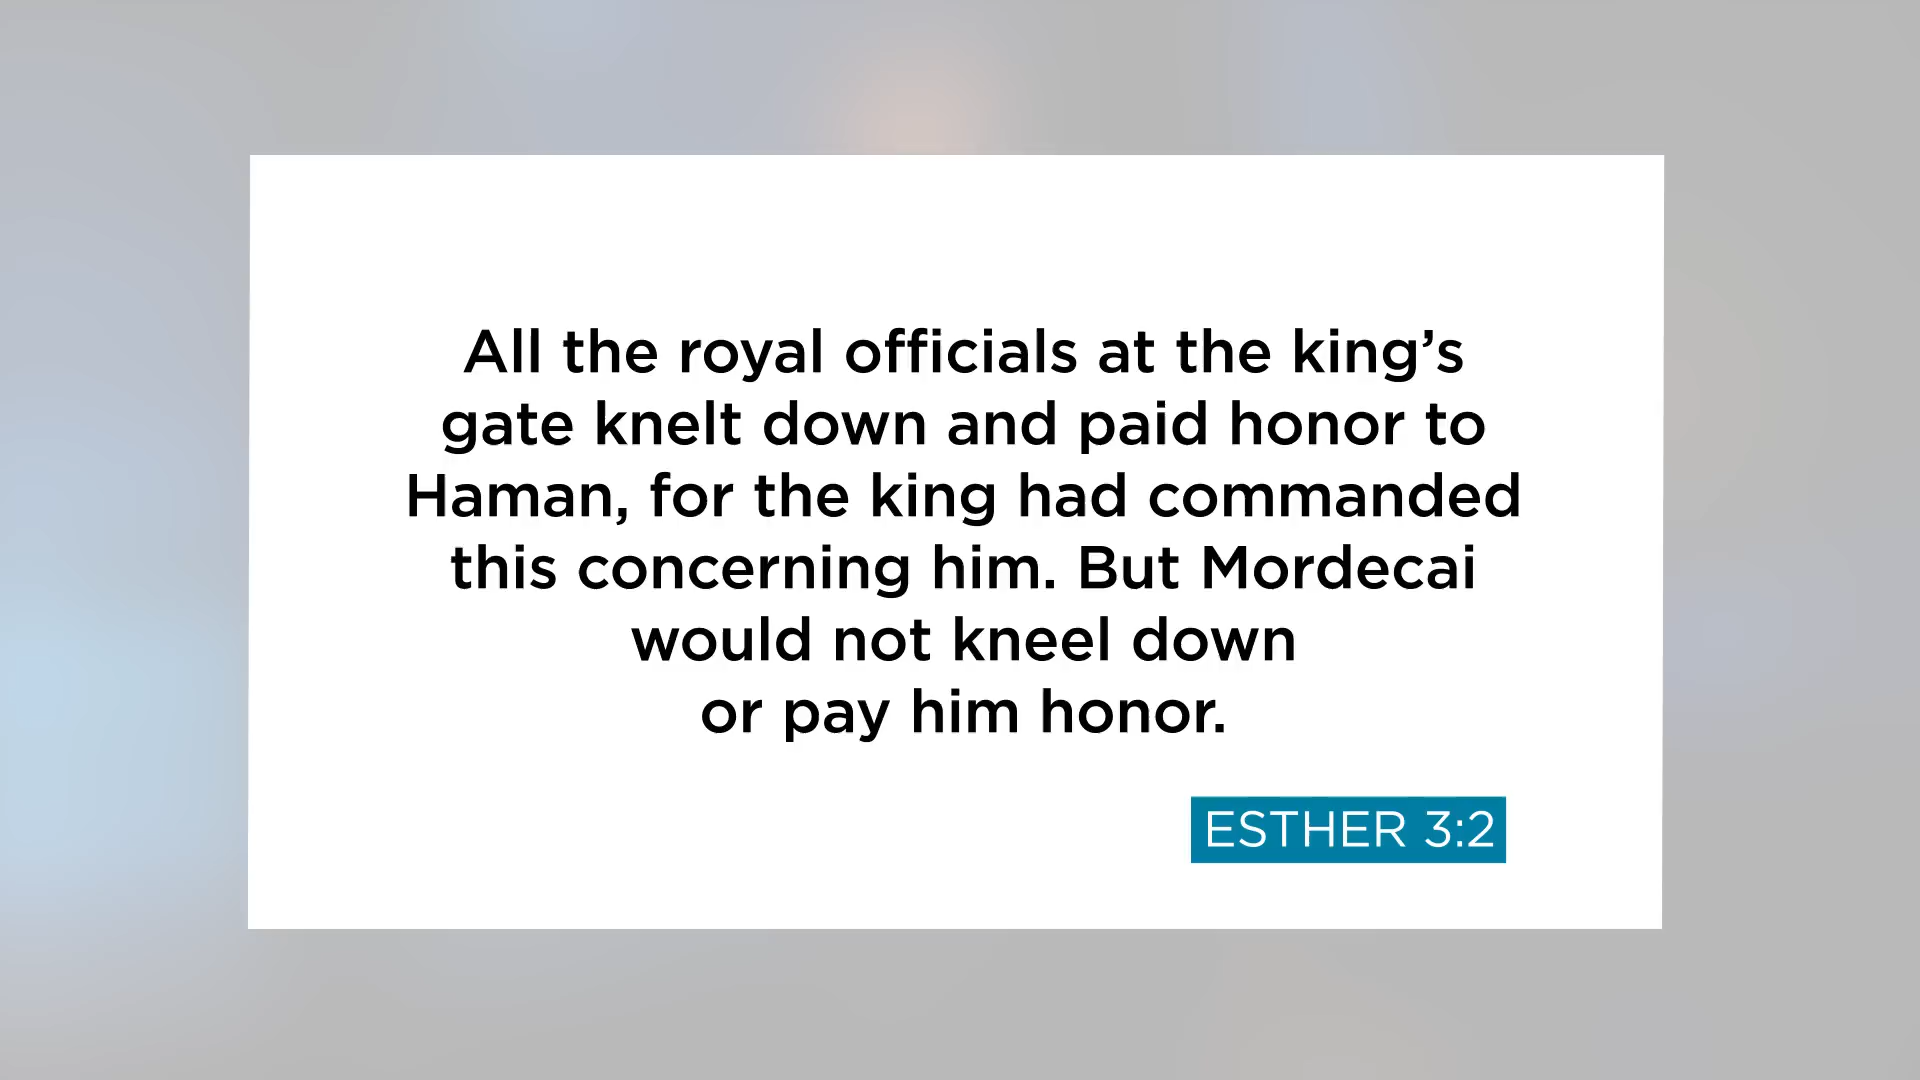 All the royal officials at the king’s
gate knelt down and paid honor to
Haman, for the king had commanded
this concerning him. But Mordecai
would not kneel down
or pay him honor.
ESTHER 3:2